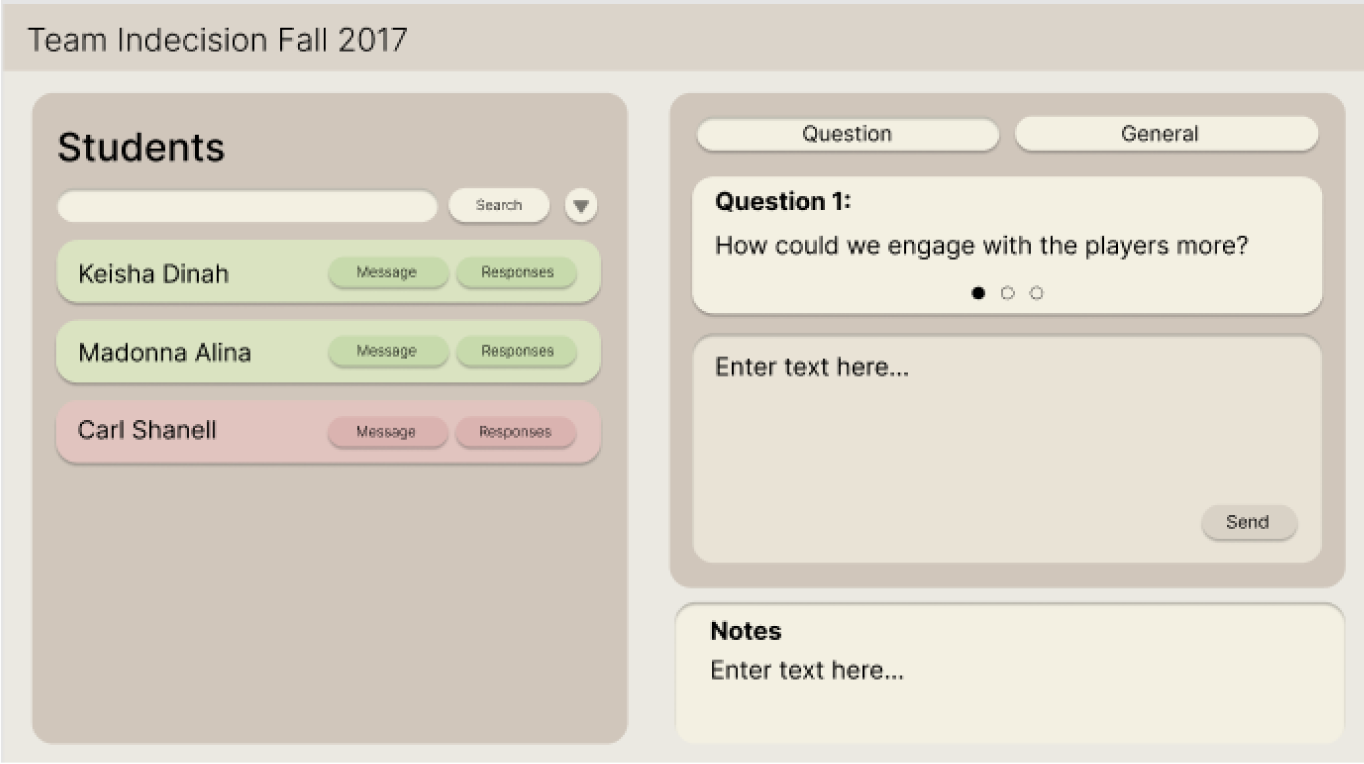 Team Indecision Fall 2017
Students
Search
Keisha Dinah Message Responses
Madonna Alina Message Responses
Carl Shanell Message Responses
Question General
Question 1:
How could we engage with the players more?
Enter text here...
Send
Notes
Enter text here...